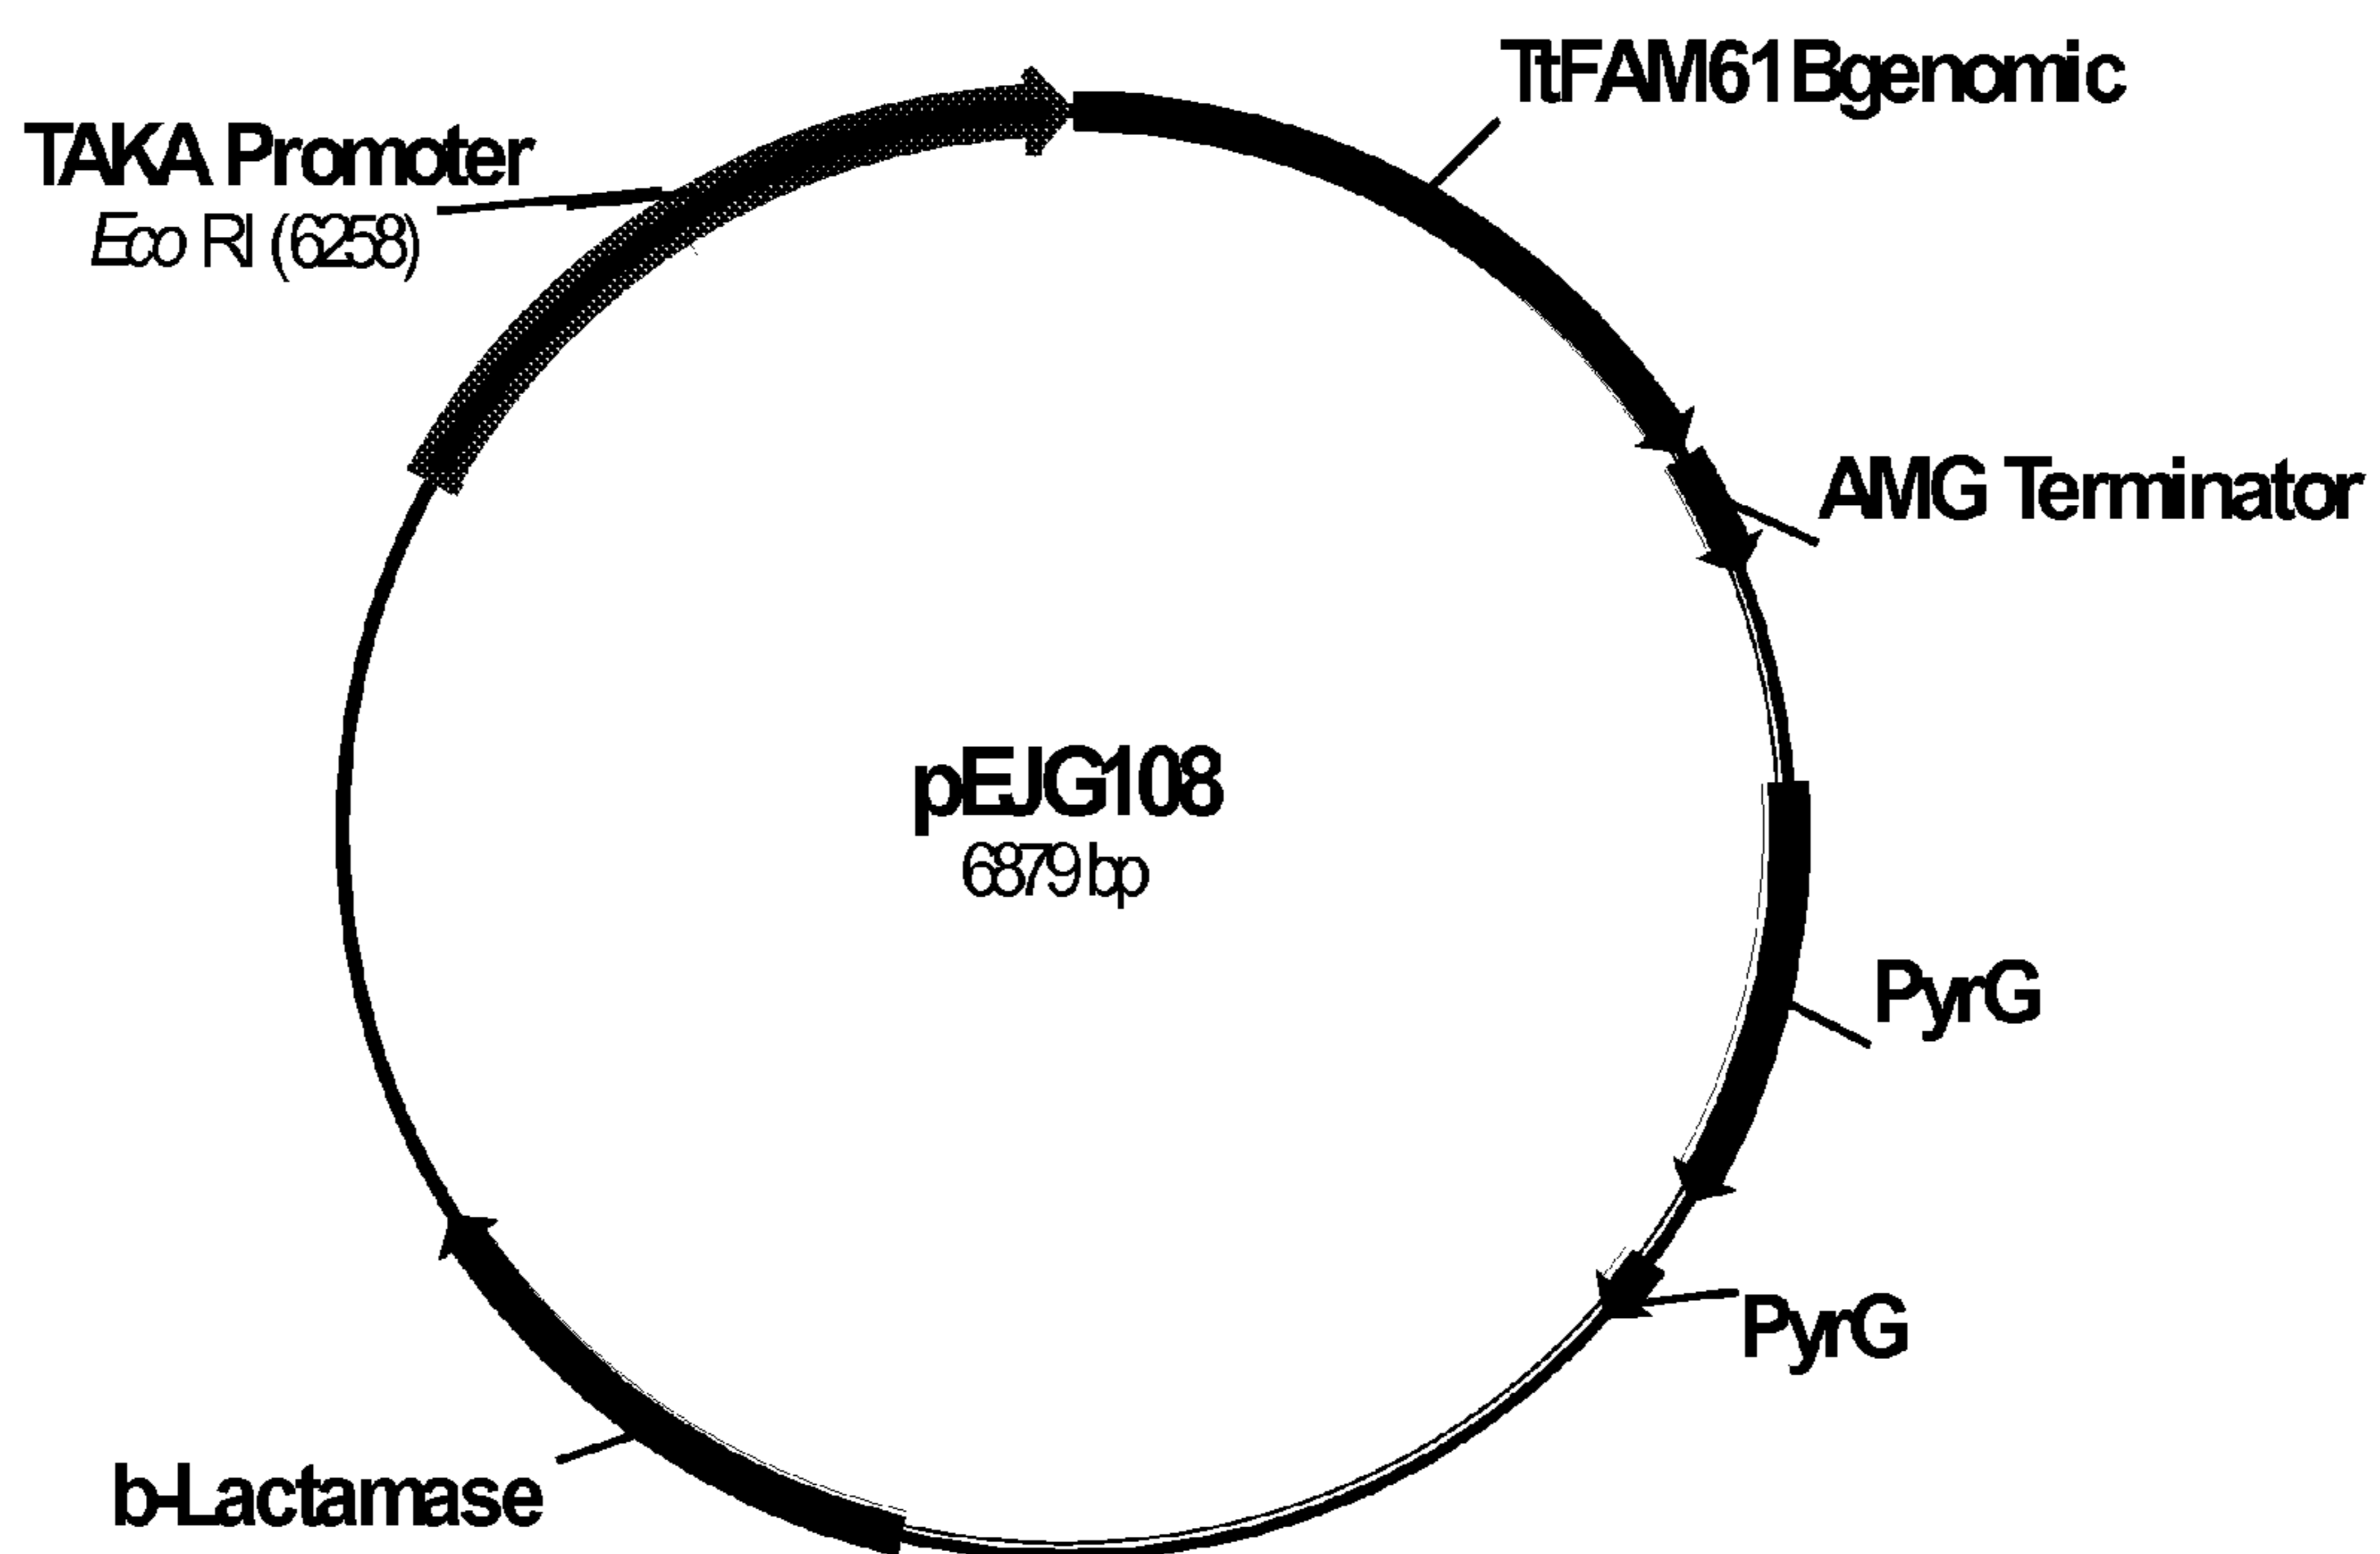 TtFAM61Bgenomic
TAKA Promoter
Eco RI (6258)
AMG Terminator
pEJG108
6879 bp
PyrG
PyrG
b-Lactamase